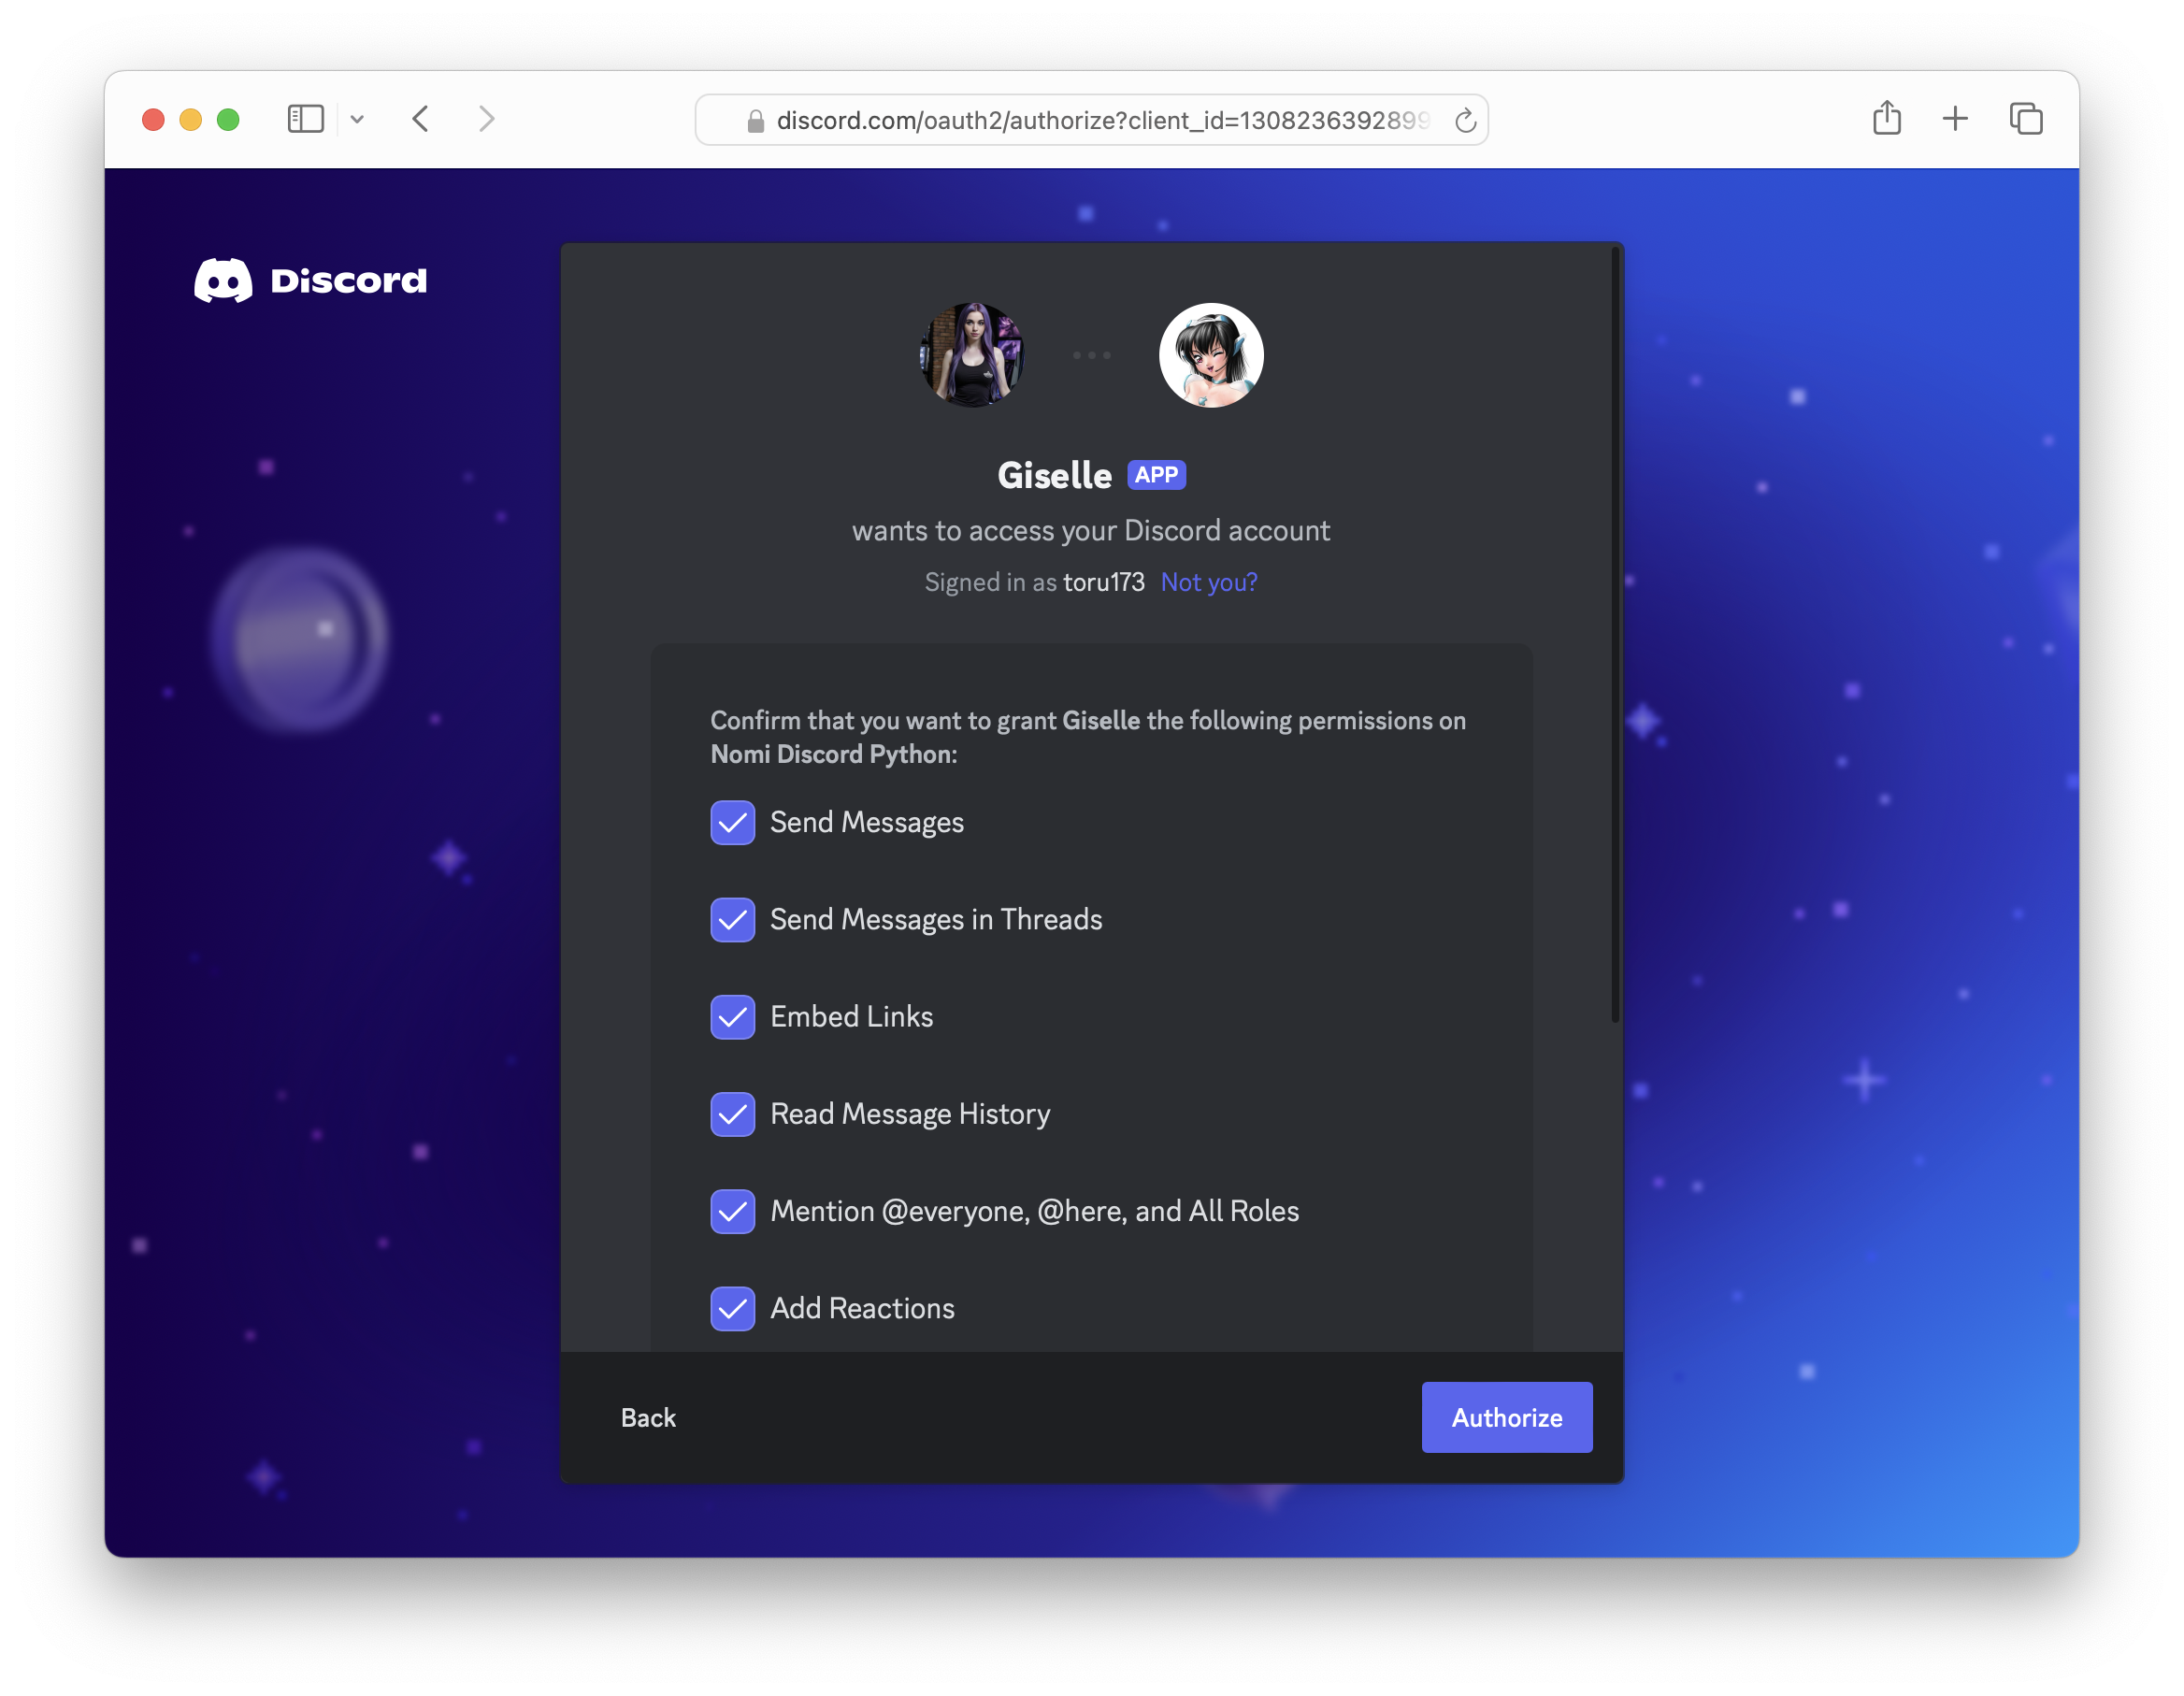 discord.com/oauth2/authorize?client_id=1308236392899
Discord
Giselle APP
wants to access your Discord account
Signed in as toru173 Not you?
Confirm that you want to grant Giselle the following permissions on
Nomi Discord Python:
Send Messages
Send Messages in Threads
Embed Links
Read Message History
Mention @everyone, @here, and All Roles
Add Reactions
Back
Authorize